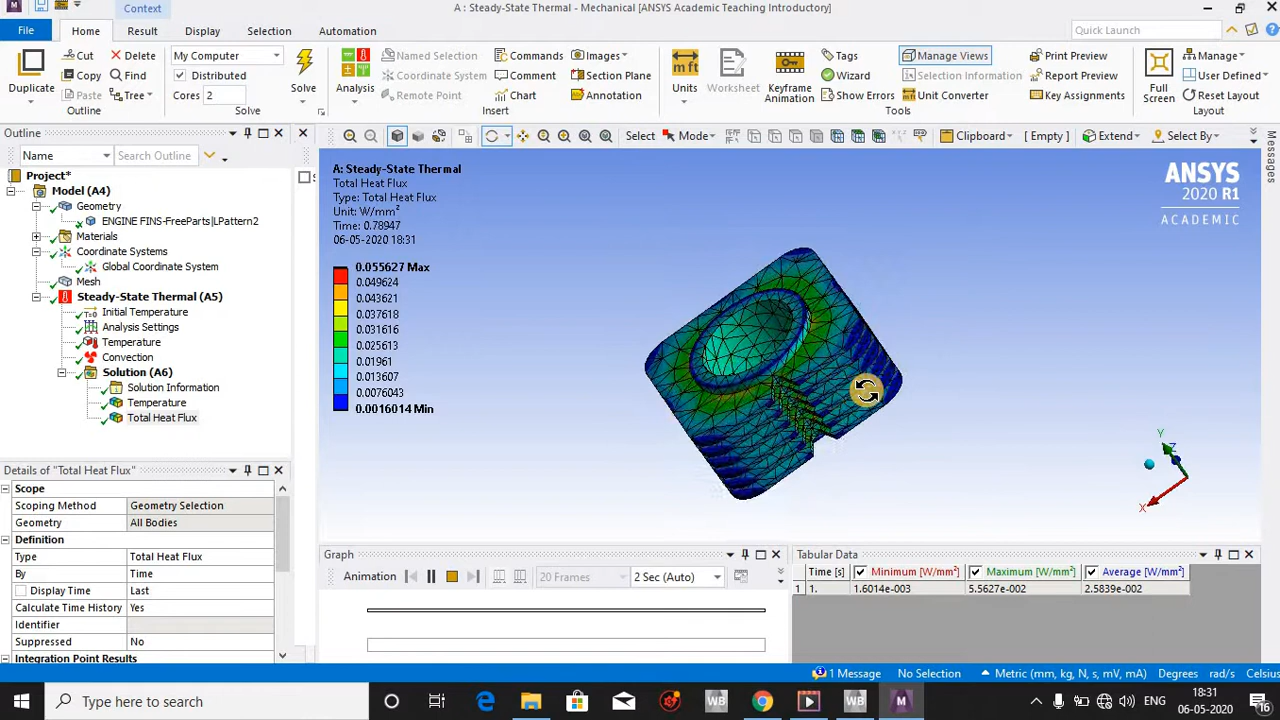 Context
A : Steady-State Thermal - Mechanical [ANSYS Academic Teaching Introductory]
File Home Result Display Selection Automation Quick Launch
Duplicate
Cut
Copy
Paste
Delete
Find
Tree
Outline
My Computer
Distributed
Cores 2
Solve
Solve
Analysis
Named Selection
Coordinate System
Remote Point
Commands
Comment
Chart
Images
Section Plane
Annotation
Insert
Units
Worksheet
Keyframe
Animation
Tags
Wizard
Show Errors
Manage Views
Selection Information
Unit Converter
Print Preview
Report Preview
Key Assignments
Tools
Full
Screen
Manage
User Defined
Reset Layout
Layout
Outline
Select Mode Clipboard [ Empty ] Extend Select By
Name Search Outline
Project*
Model (A4)
Geometry
ENGINE FINS-FreeParts|LPattern2
Materials
Coordinate Systems
Global Coordinate System
Mesh
Steady-State Thermal (A5)
Initial Temperature
Analysis Settings
Temperature
Convection
Solution (A6)
Solution Information
Temperature
Total Heat Flux
A: Steady-State Thermal
Total Heat Flux
Type: Total Heat Flux
Unit: W/mm²
Time: 0.78947
06-05-2020 18:31
0.055627 Max
0.049624
0.043621
0.037618
0.031616
0.025613
0.01961
0.013607
0.0076043
0.0016014 Min
ANSYS
2020 R1
ACADEMIC
Y
Z
X
Messages
Details of "Total Heat Flux"
Scope
Scoping Method Geometry Selection
Geometry All Bodies
Definition
Type Total Heat Flux
By Time
Display Time Last
Calculate Time History Yes
Identifier
Suppressed No
Integration Point Results
Graph
Animation 20 Frames 2 Sec (Auto)
Tabular Data
Time [s] Minimum [W/mm²] Maximum [W/mm²] Average [W/mm²]
1 1. 1.6014e-003 5.5627e-002 2.5839e-002
1 Message No Selection Metric (mm, kg, N, s, mV, mA) Degrees rad/s Celsius
Type here to search
WB
WB
M
ENG
18:31
06-05-2020
16